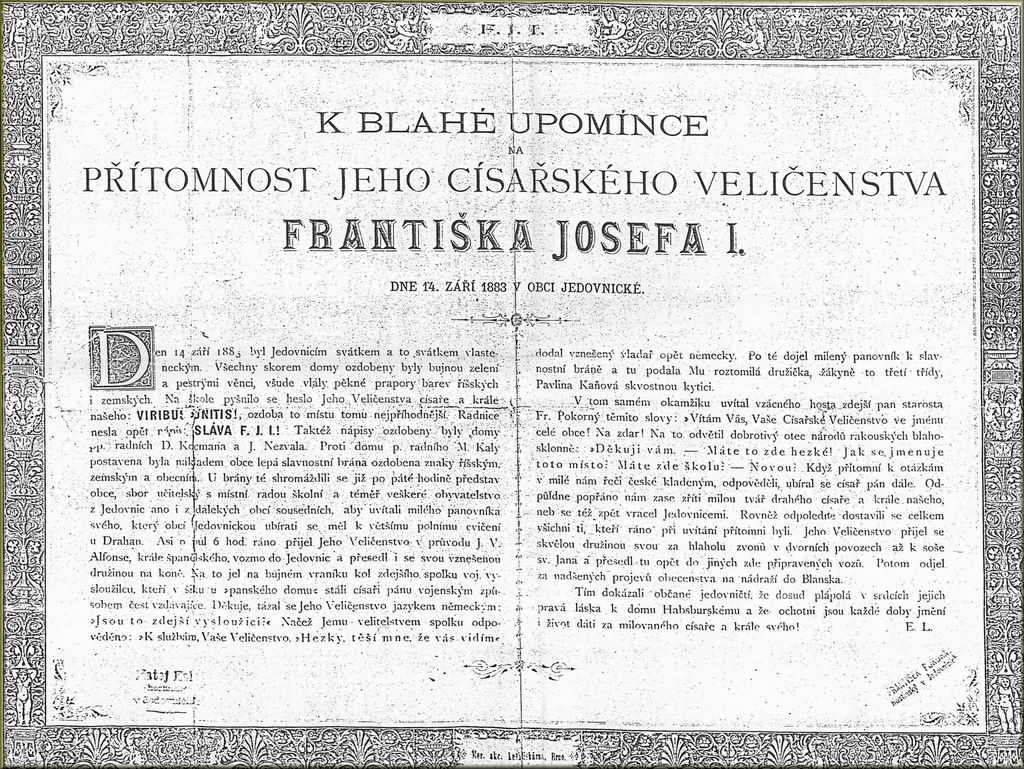 F. J. I.
K BLAHÉ UPOMÍNCE
NA
PŘÍTOMNOST JEHO CÍSAŘSKÉHO VELIČENSTVA
FRANTIŠKA JOSEFA I.
DNE 14. ZÁŘÍ 1883 V OBCI JEDOVNICKÉ.
Den 14 září 1883 byl Jedovnicím svátkem a to svátkem vlaste-
neckým. Všechny skorem domy ozdobeny byly bujnou zelení
a pestrými věnci, všude vlály pěkné prapory barev říšských
i zemských. Na škole pyšnilo se heslo Jeho Veličenstva císaře a krále
našeho: VIRIBUS UNITIS!, ozdoba to místu tomu nejpříhodnější. Radnice
nesla opět nápis: SLÁVA F. J. I.! Taktéž nápisy ozdobeny byly domy
pp. radních D. Kocmana a J. Nezvala. Proti domu p. radního M. Kaly
postavena byla nákladem obce lepá slavnostní brána ozdobena znaky říšským,
zemským a obecním. U brány té shromáždili se již po páté hodině představ
obce, sbor učitelský s místní radou školní a téměř veškeré obyvatelstvo
z Jedovnic ano i z dalekých obcí sousedních, aby uvítali milého panovníka
svého, který obcí Jedovnickou ubírati se měl k většímu polnímu cvičení
u Drahan. Asi o půl 6 hod. ráno přijel Jeho Veličenstvo v průvodu J. V.
Alfonse, krále španělského, vozmo do Jedovnic a přesedl i se svou vznešenou
družinou na koně. Na to jel na bujném vraníku kol zdejšího spolku voj. vy-
sloužilců, kteří v šiku u »panského domu« stáli císaři pánu vojenským způ-
sobem čest vzdávajíce. Děkuje, tázal se Jeho Veličenstvo jazykem německým:
»Jsou to zdejší vysloužilci?« Načež Jemu velitelstvem spolku odpo-
věděno: »K službám, Vaše Veličenstvo. »Hezky, těší mne, že vás vidím«
dodal vznešený vladař opět německy. Po té dojel milený panovník k slav-
nostní bráně a tu podala Mu roztomilá družička, žákyně to třetí třídy,
Pavlina Kaňová skvostnou kytici.
V tom samém okamžiku uvítal vzácného hosta zdejší pan starosta
Fr. Pokorný těmito slovy: »Vítám Vás, Vaše Císařské Veličenstvo ve jménu
celé obce! Na zdar! Na to odvětil dobrotivý otec národů rakouských blaho-
sklonně: »Děkuji vám. — Máte to zde hezké! Jak se jmenuje
toto místo? Máte zde školu? — Novou? Když přítomní k otázkám
v milé nám řeči české kladeným, odpověděli, ubíral se císař pán dále. Od-
půldne popřáno nám zase zříti milou tvář drahého císaře a krále našeho,
neb se též zpět vracel Jedovnicemi. Rovněž odpoledne dostavili se celkem
všichni ti, kteří ráno při uvítání přítomni byli. Jeho Veličenstvo přijel se
skvělou družinou svou za hlaholu zvonů v dvorních povozech až k soše
sv. Jana a přesedl tu opět do jiných zde připravených vozů. Potom odjel
za nadšených projevů obecenstva na nádraží do Blanska.
Tím dokázali občané jedovničtí, že dosud plápolá v srdcích jejich
pravá láska k domu Habsburskému a že ochotni jsou každé doby jmění
i život dáti za milovaného císaře a krále svého!
E. L.
Matěj
v Jedovnicích
Františka
v Jedovnici
Mor. akc. knihtiskárna, Brno.